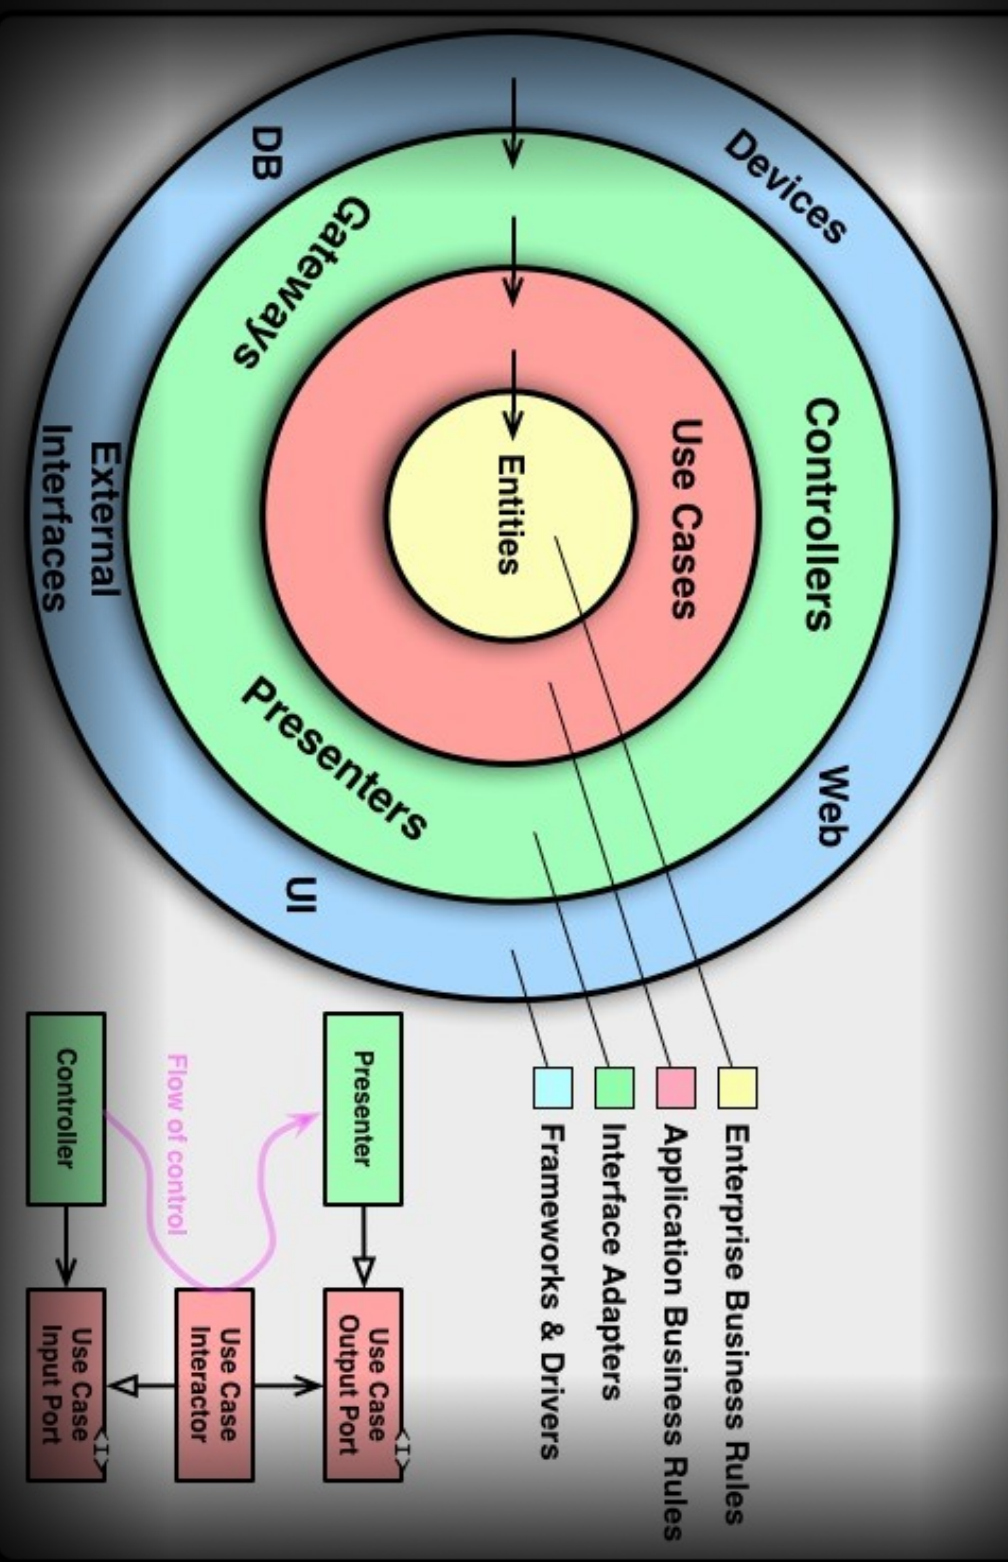 Devices
Web
Controllers
Use Cases
Entities
Gateways
Presenters
DB
UI
External
Interfaces
Enterprise Business Rules
Application Business Rules
Interface Adapters
Frameworks & Drivers
Presenter
Use Case
Output Port
<I>
Flow of control
Use Case
Interactor
Controller
Use Case
Input Port
<I>